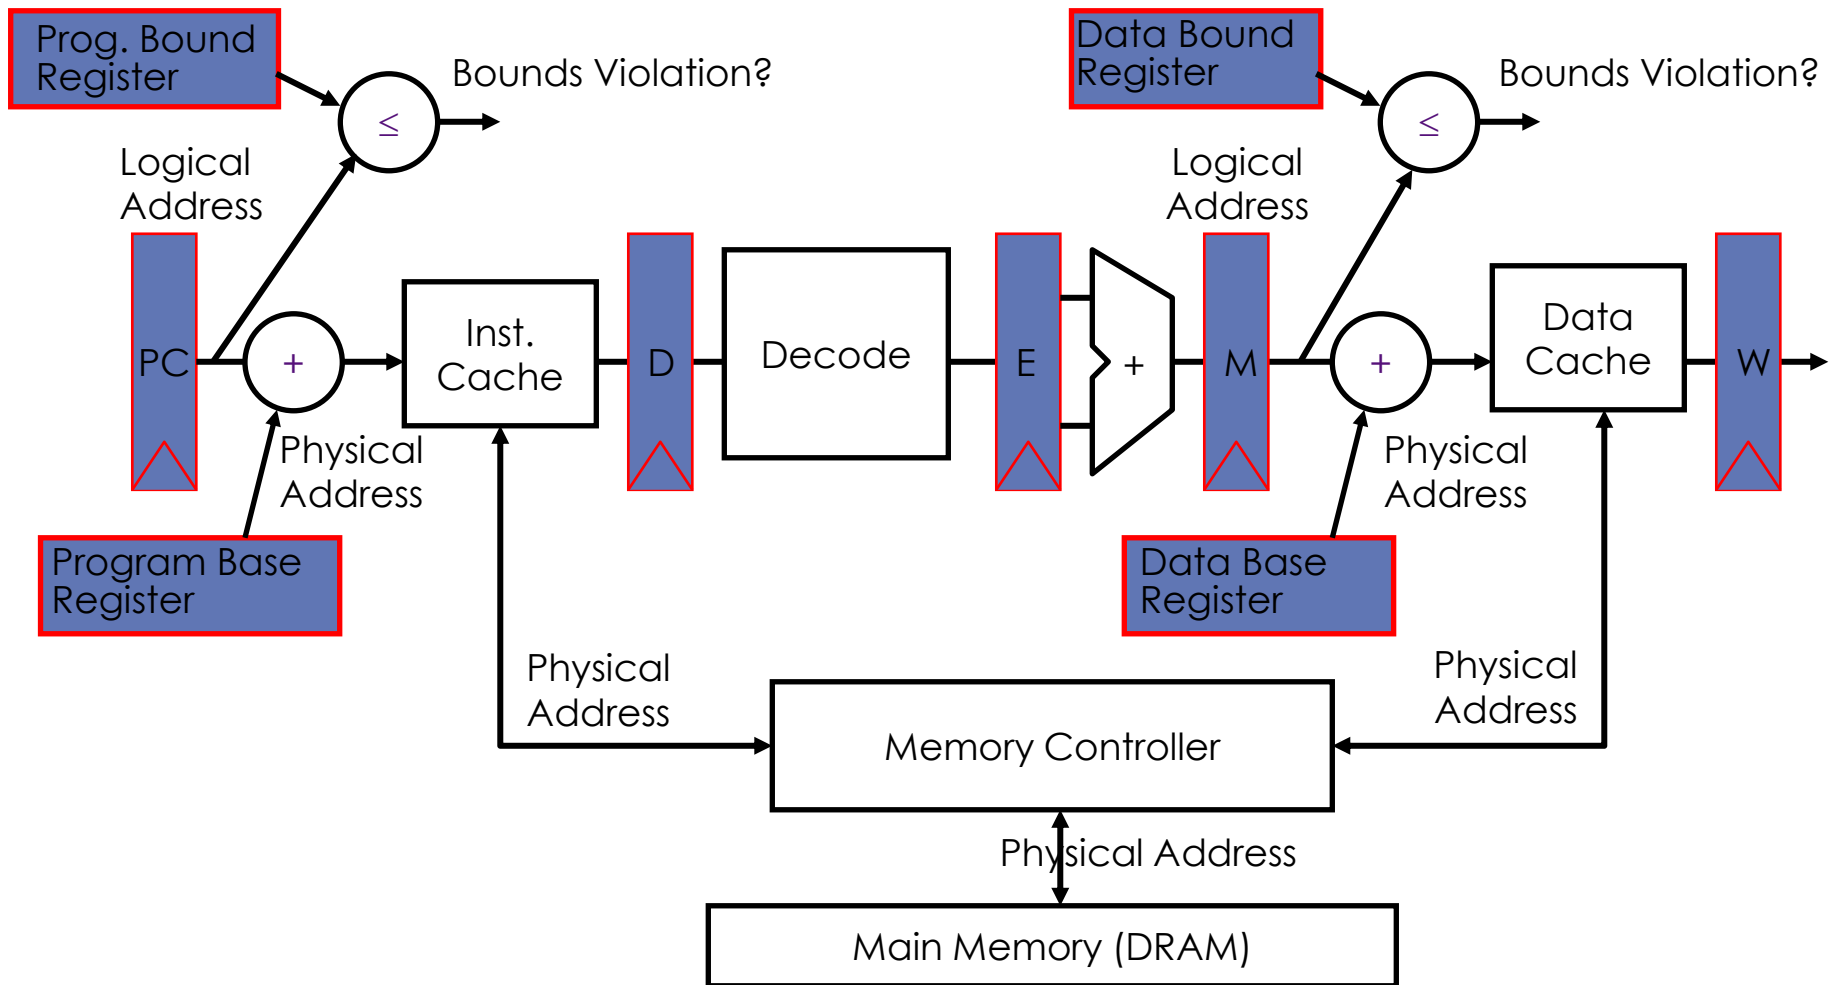 Prog. Bound
Register
Bounds Violation?
≤
Logical
Address
Data Bound
Register
Bounds Violation?
≤
Logical
Address
PC
+
Inst.
Cache
D
Decode
E
+
M
+
Data
Cache
W
Physical
Address
Physical
Address
Program Base
Register
Data Base
Register
Physical
Address
Physical
Address
Memory Controller
Physical Address
Main Memory (DRAM)